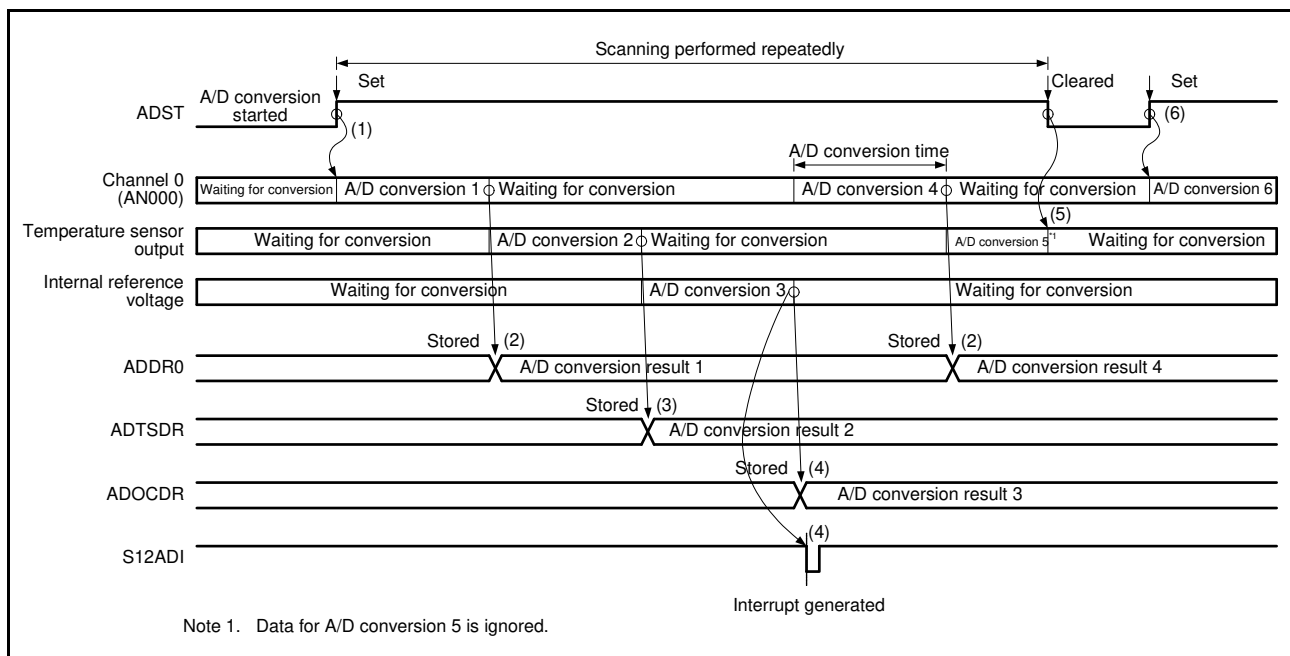 Scanning performed repeatedly
Set
Cleared
Set
ADST
A/D conversion
started
(1)
(6)
A/D conversion time
Channel 0
(AN000)
Waiting for conversion
A/D conversion 1
Waiting for conversion
A/D conversion 4
Waiting for conversion
A/D conversion 6
(5)
Temperature sensor
output
Waiting for conversion
A/D conversion 2
Waiting for conversion
A/D conversion 5*1
Waiting for conversion
Internal reference
voltage
Waiting for conversion
A/D conversion 3
Waiting for conversion
Stored (2)
Stored (2)
ADDR0
A/D conversion result 1
A/D conversion result 4
Stored (3)
ADTSDR
A/D conversion result 2
Stored (4)
ADOCDR
A/D conversion result 3
(4)
S12ADI
Interrupt generated
Note 1. Data for A/D conversion 5 is ignored.